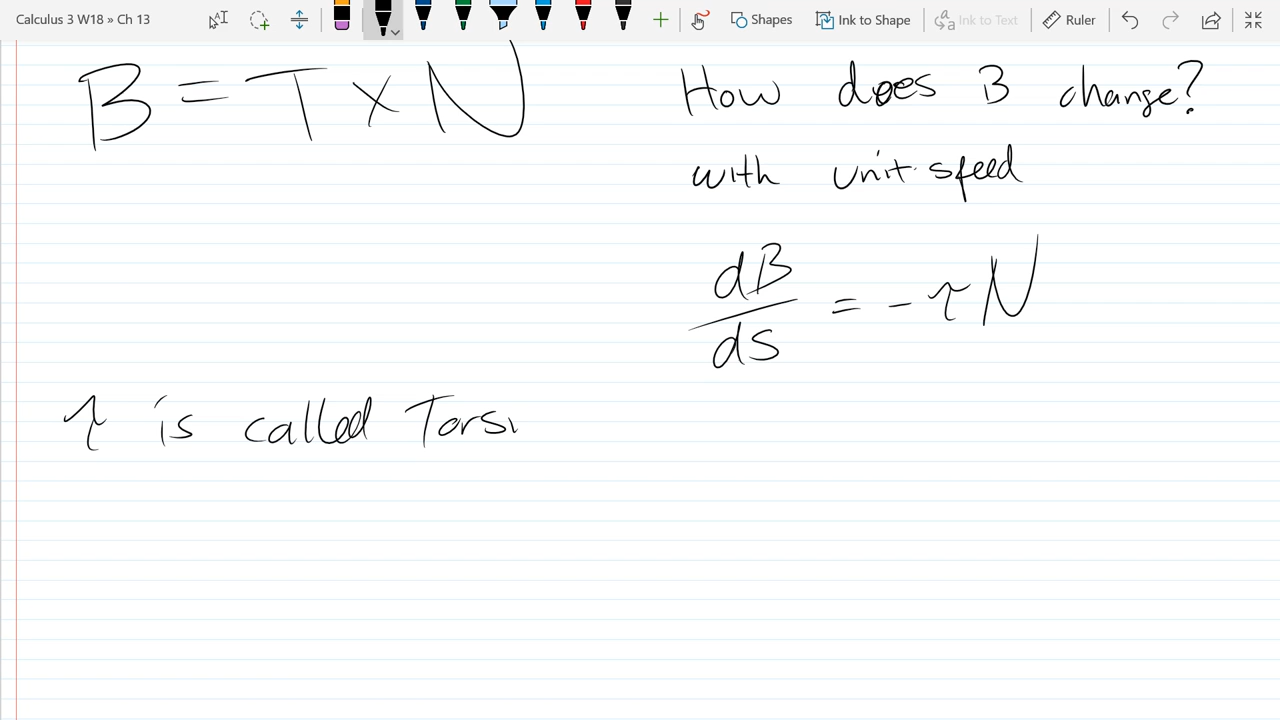 Calculus 3 W18 » Ch 13
Shapes
Ink to Shape
Ink to Text
Ruler
B = T × N
How does B change?
with unit speed
dB/ds = -τN
τ is called Torsi